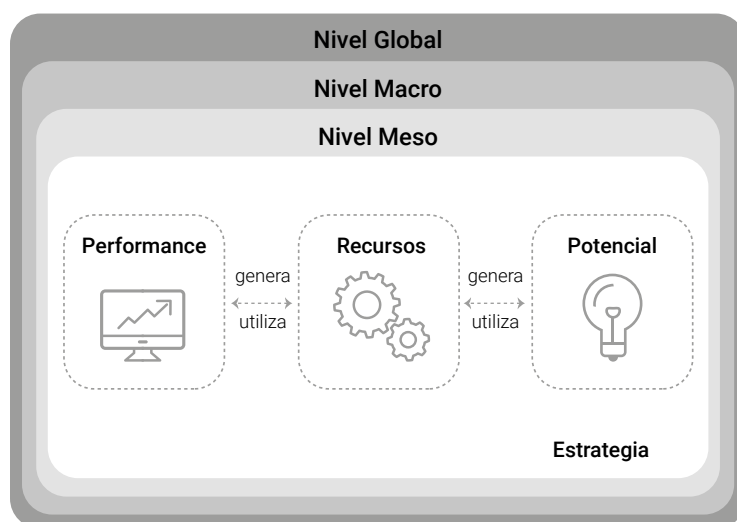 Nivel Global
Nivel Macro
Nivel Meso
Performance
genera
utiliza
Recursos
genera
utiliza
Potencial
Estrategia